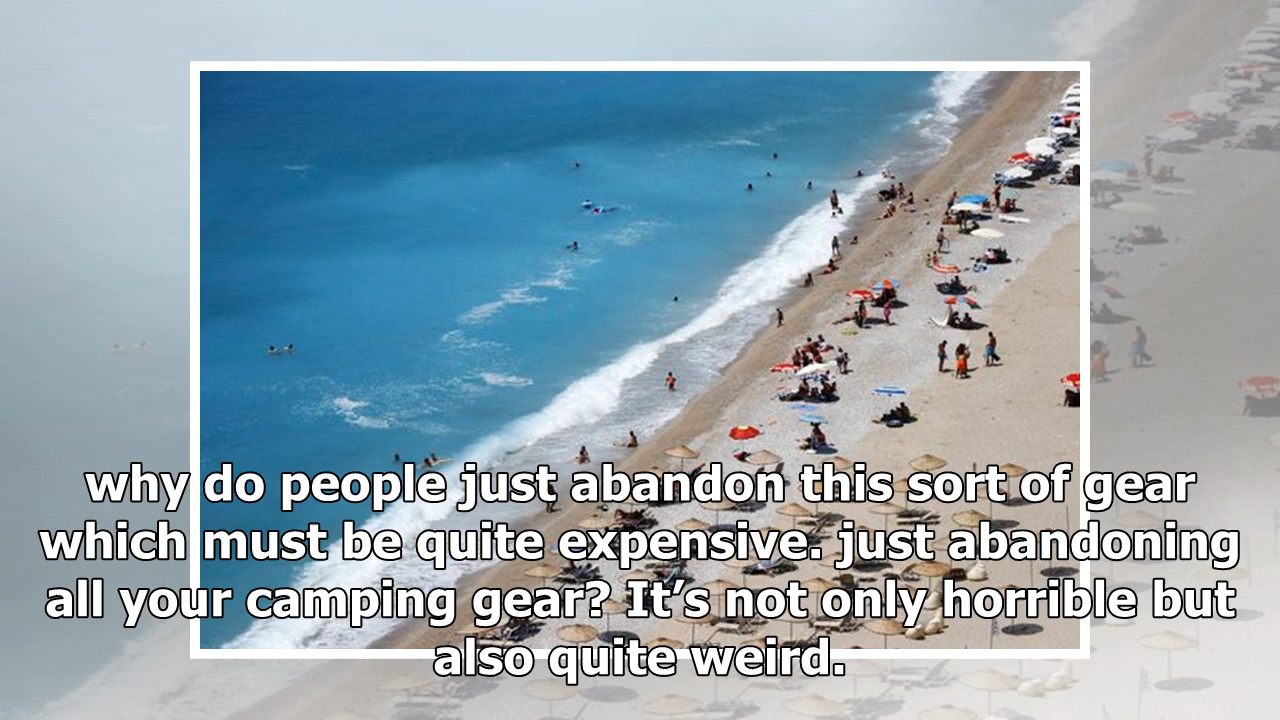 why do people just abandon this sort of gear
which must be quite expensive. just abandoning
all your camping gear? It’s not only horrible but
also quite weird.